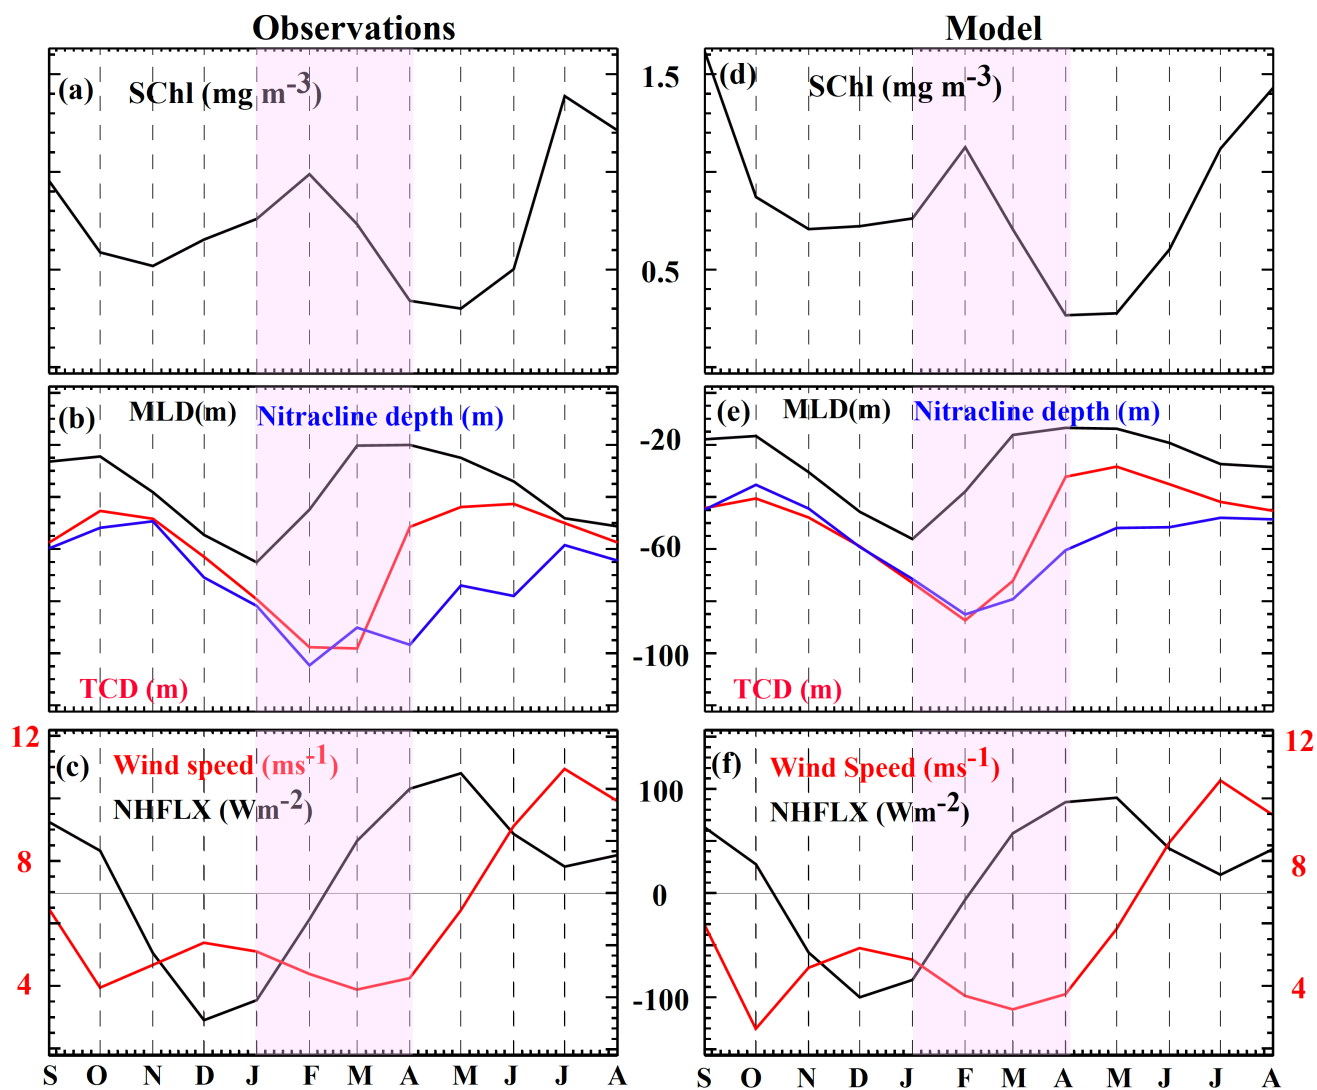 Observations Model
(a) SChl (mg m-3) 1.5 (d) SChl (mg m-3)
0.5
(b) MLD(m) Nitracline depth (m) -20 (e) MLD(m) Nitracline depth (m)
-60
-100
TCD (m) TCD (m)
12 12
(c) Wind speed (ms-1) (f) Wind Speed (ms-1)
NHFLX (Wm-2) 100 NHFLX (Wm-2)
8 8
0
4 -100 4
S O N D J F M A M J J A S O N D J F M A M J J A